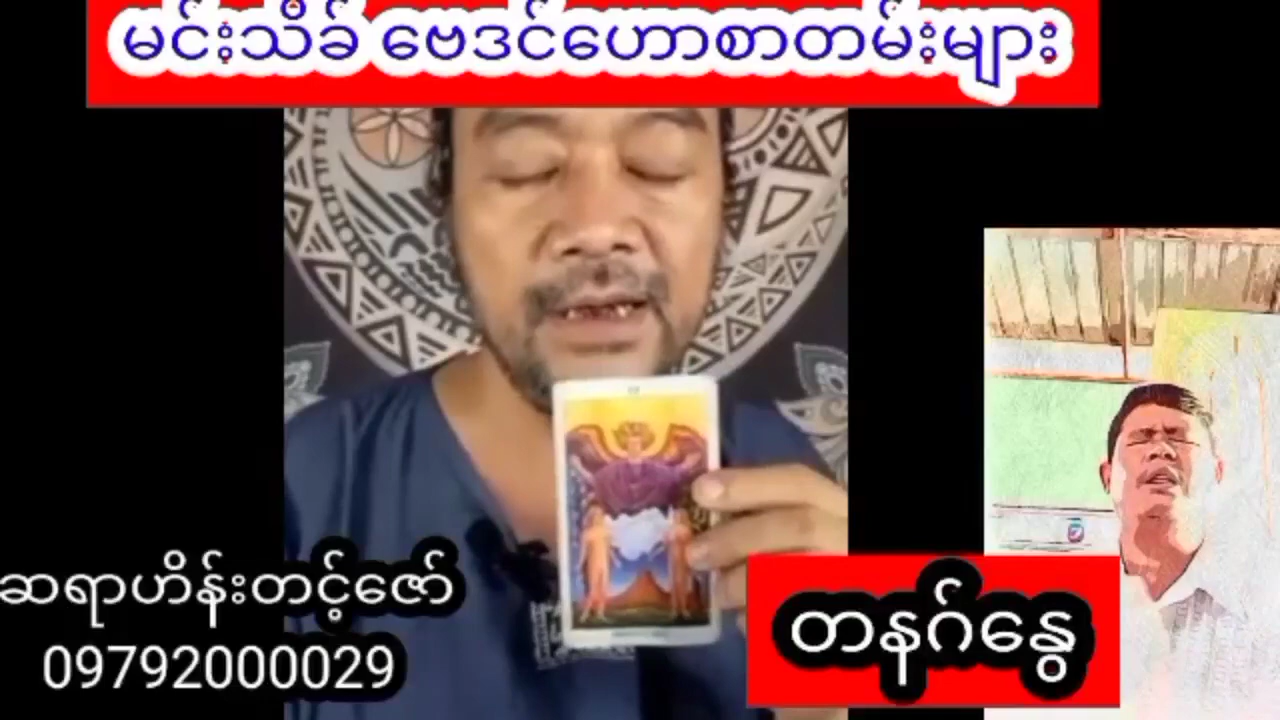 မင်းသိခ် ဗေဒင်ဟောစာတမ်းများ
ဆရာဟိန်းတင့်ဇော်
09792000029
တနဂ်နွေ